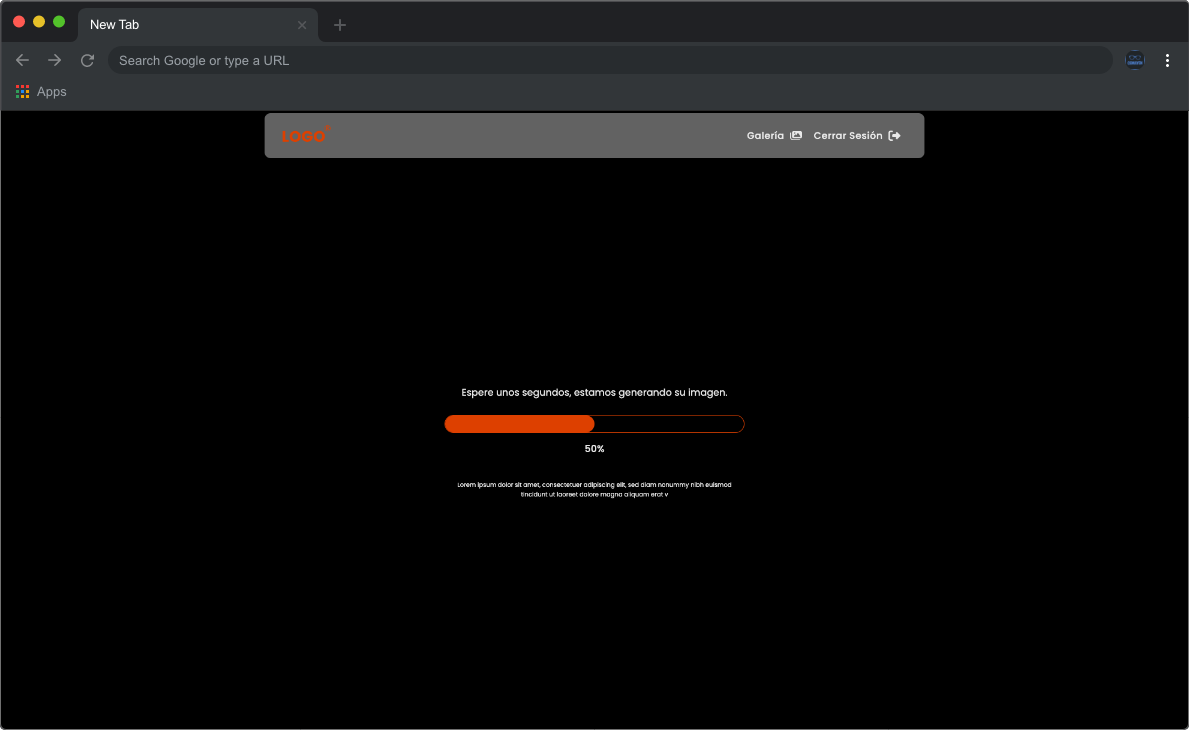 New Tab
Search Google or type a URL
Apps
LOGO
Galería
Cerrar Sesión
Espere unos segundos, estamos generando su imagen.
50%
Lorem ipsum dolor sit amet, consectetuer adipiscing elit, sed diam nonummy nibh euismod
tincidunt ut laoreet dolore magna aliquam erat v